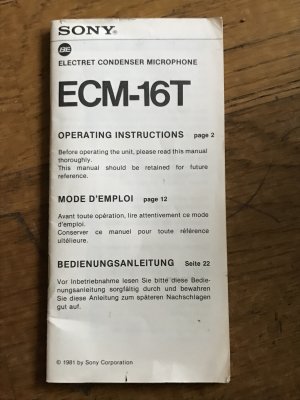 SONY®
ELECTRET CONDENSER MICROPHONE
ECM-16T
OPERATING INSTRUCTIONS page 2
Before operating the unit, please read this manual
thoroughly.
This manual should be retained for future
reference.
MODE D'EMPLOI page 12
Avant toute opération, lire attentivement ce mode
d'emploi.
Conserver ce manuel pour toute référence
ultérieure.
BEDIENUNGSANLEITUNG Seite 22
Vor Inbetriebnahme lesen Sie bitte diese Bedie-
nungsanleitung sorgfältig durch und bewahren
Sie diese Anleitung zum späteren Nachschlagen
gut auf.
© 1981 by Sony Corporation